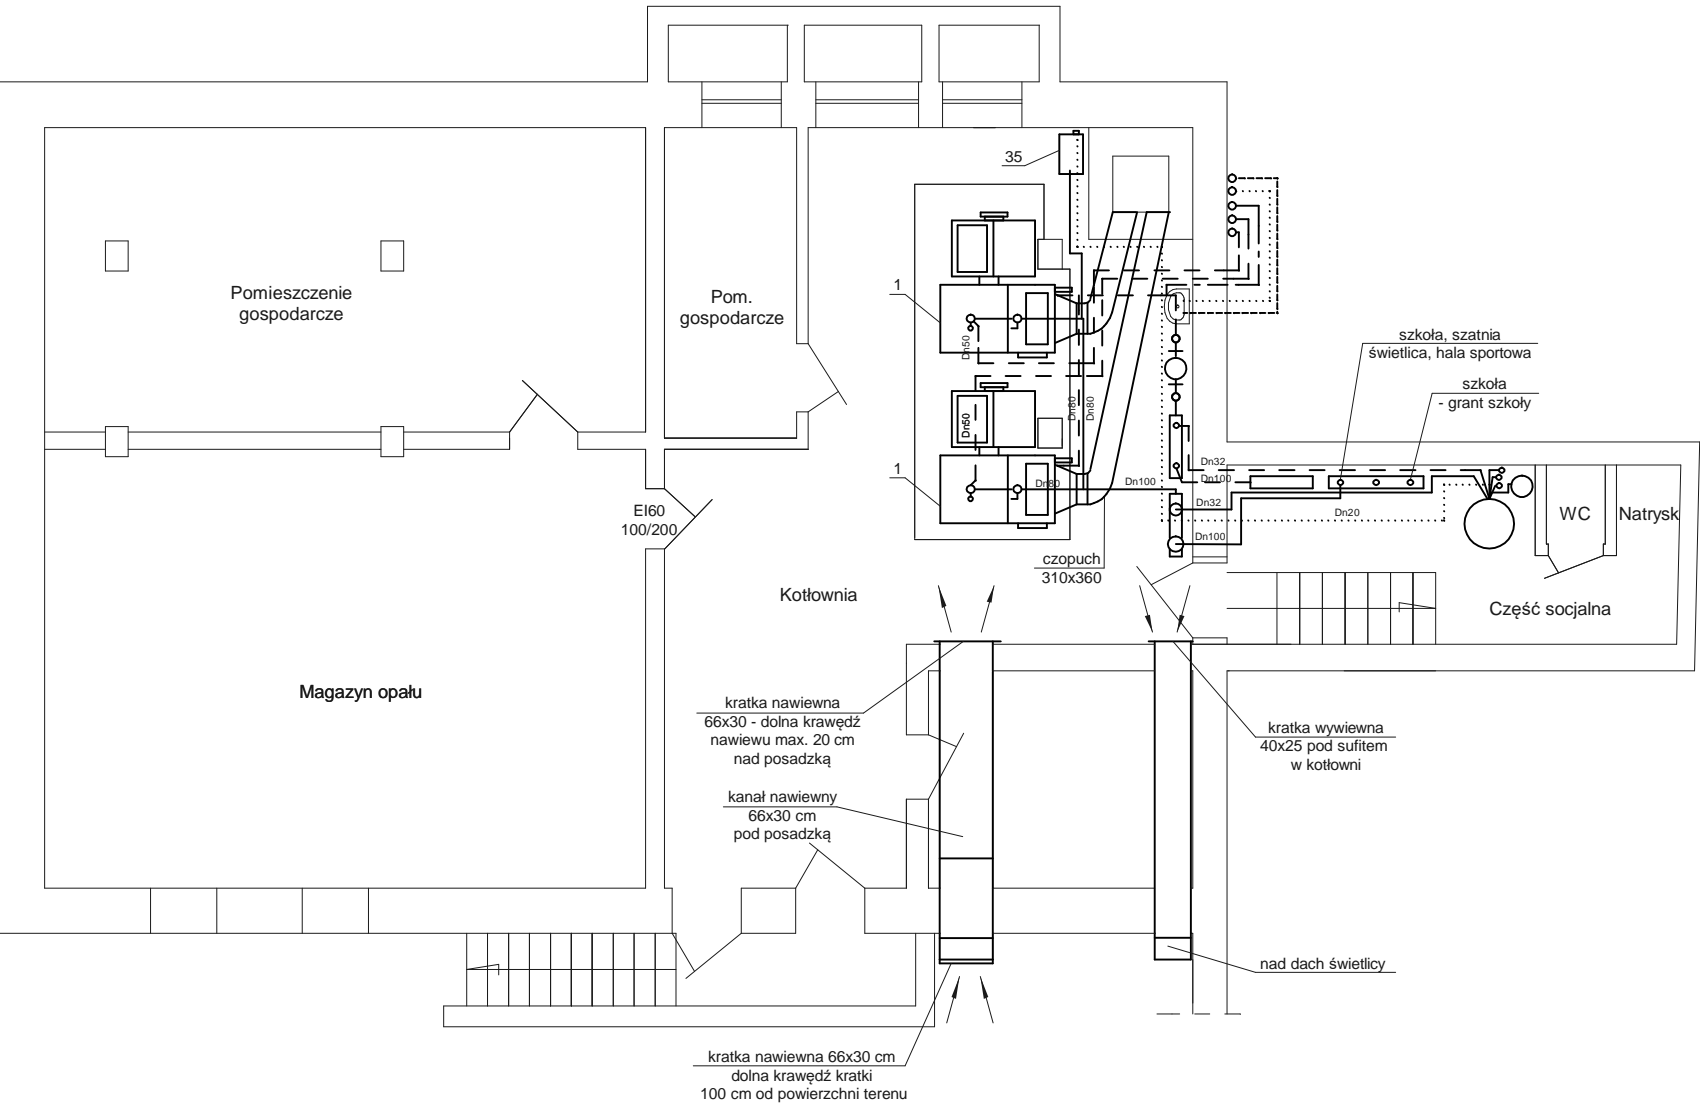 35
Pomieszczenie
gospodarcze
Pom.
gospodarcze
1
szkoła, szatnia
świetlica, hala sportowa
szkoła
- grant szkoły
Dn50
Dn80
Dn80
Dn50
1
Dn80
Dn100
Dn32
Dn100
Dn32
Dn20
Dn100
WC
Natrysk
EI60
100/200
czopuch
310x360
Kotłownia
Część socjalna
Magazyn opału
kratka nawiewna
66x30 - dolna krawędź
nawiewu max. 20 cm
nad posadzką
kratka wywiewna
40x25 pod sufitem
w kotłowni
kanał nawiewny
66x30 cm
pod posadzką
nad dach świetlicy
kratka nawiewna 66x30 cm
dolna krawędź kratki
100 cm od powierzchni terenu